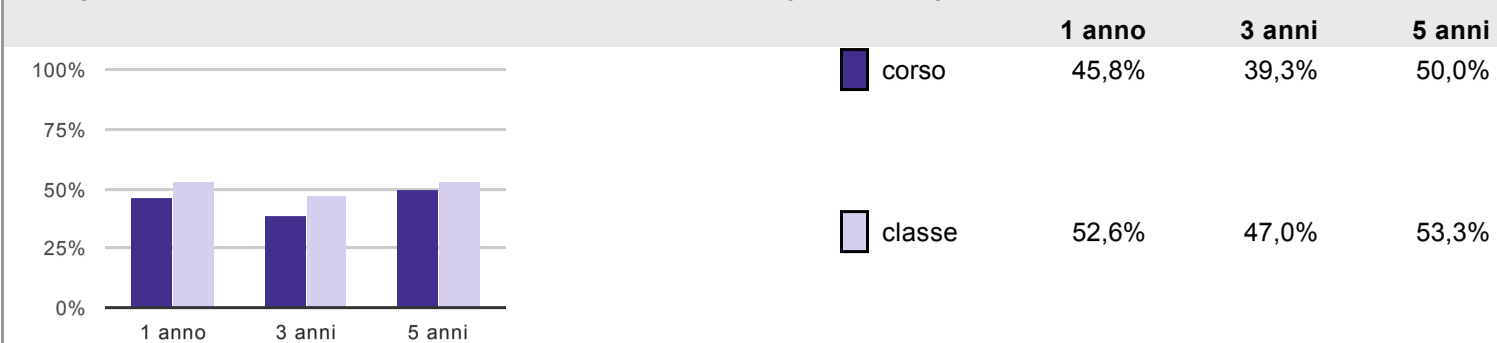 1 anno 3 anni 5 anni
100%
75%
50%
25%
0%
1 anno 3 anni 5 anni
corso 45,8% 39,3% 50,0%
classe 52,6% 47,0% 53,3%